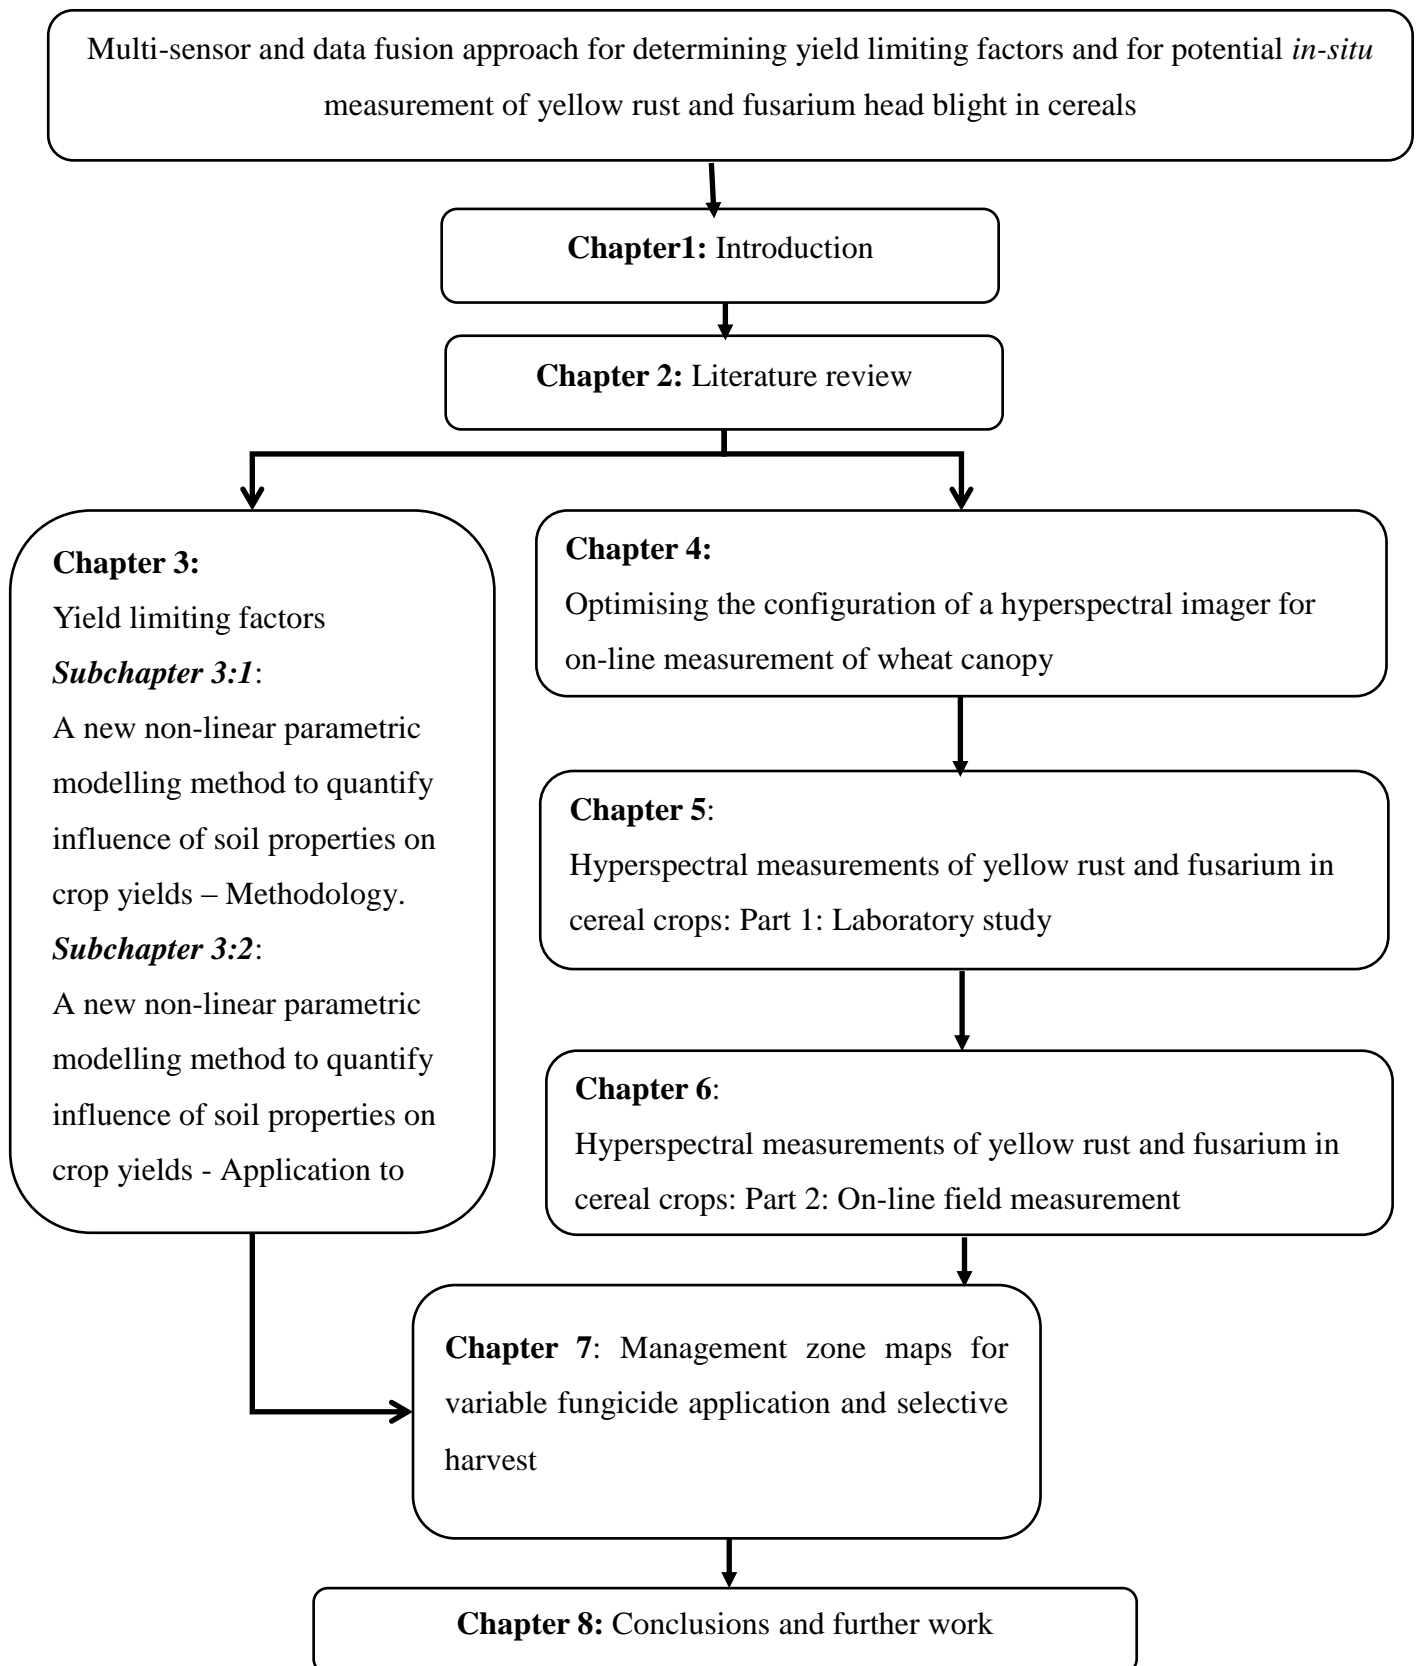 Multi-sensor and data fusion approach for determining yield limiting factors and for potential in-situ
measurement of yellow rust and fusarium head blight in cereals
Chapter1: Introduction
Chapter 2: Literature review
Chapter 3:
Yield limiting factors
Subchapter 3:1:
A new non-linear parametric
modelling method to quantify
influence of soil properties on
crop yields – Methodology.
Subchapter 3:2:
A new non-linear parametric
modelling method to quantify
influence of soil properties on
crop yields - Application to
Chapter 4:
Optimising the configuration of a hyperspectral imager for
on-line measurement of wheat canopy
Chapter 5:
Hyperspectral measurements of yellow rust and fusarium in
cereal crops: Part 1: Laboratory study
Chapter 6:
Hyperspectral measurements of yellow rust and fusarium in
cereal crops: Part 2: On-line field measurement
Chapter 7: Management zone maps for
variable fungicide application and selective
harvest
Chapter 8: Conclusions and further work